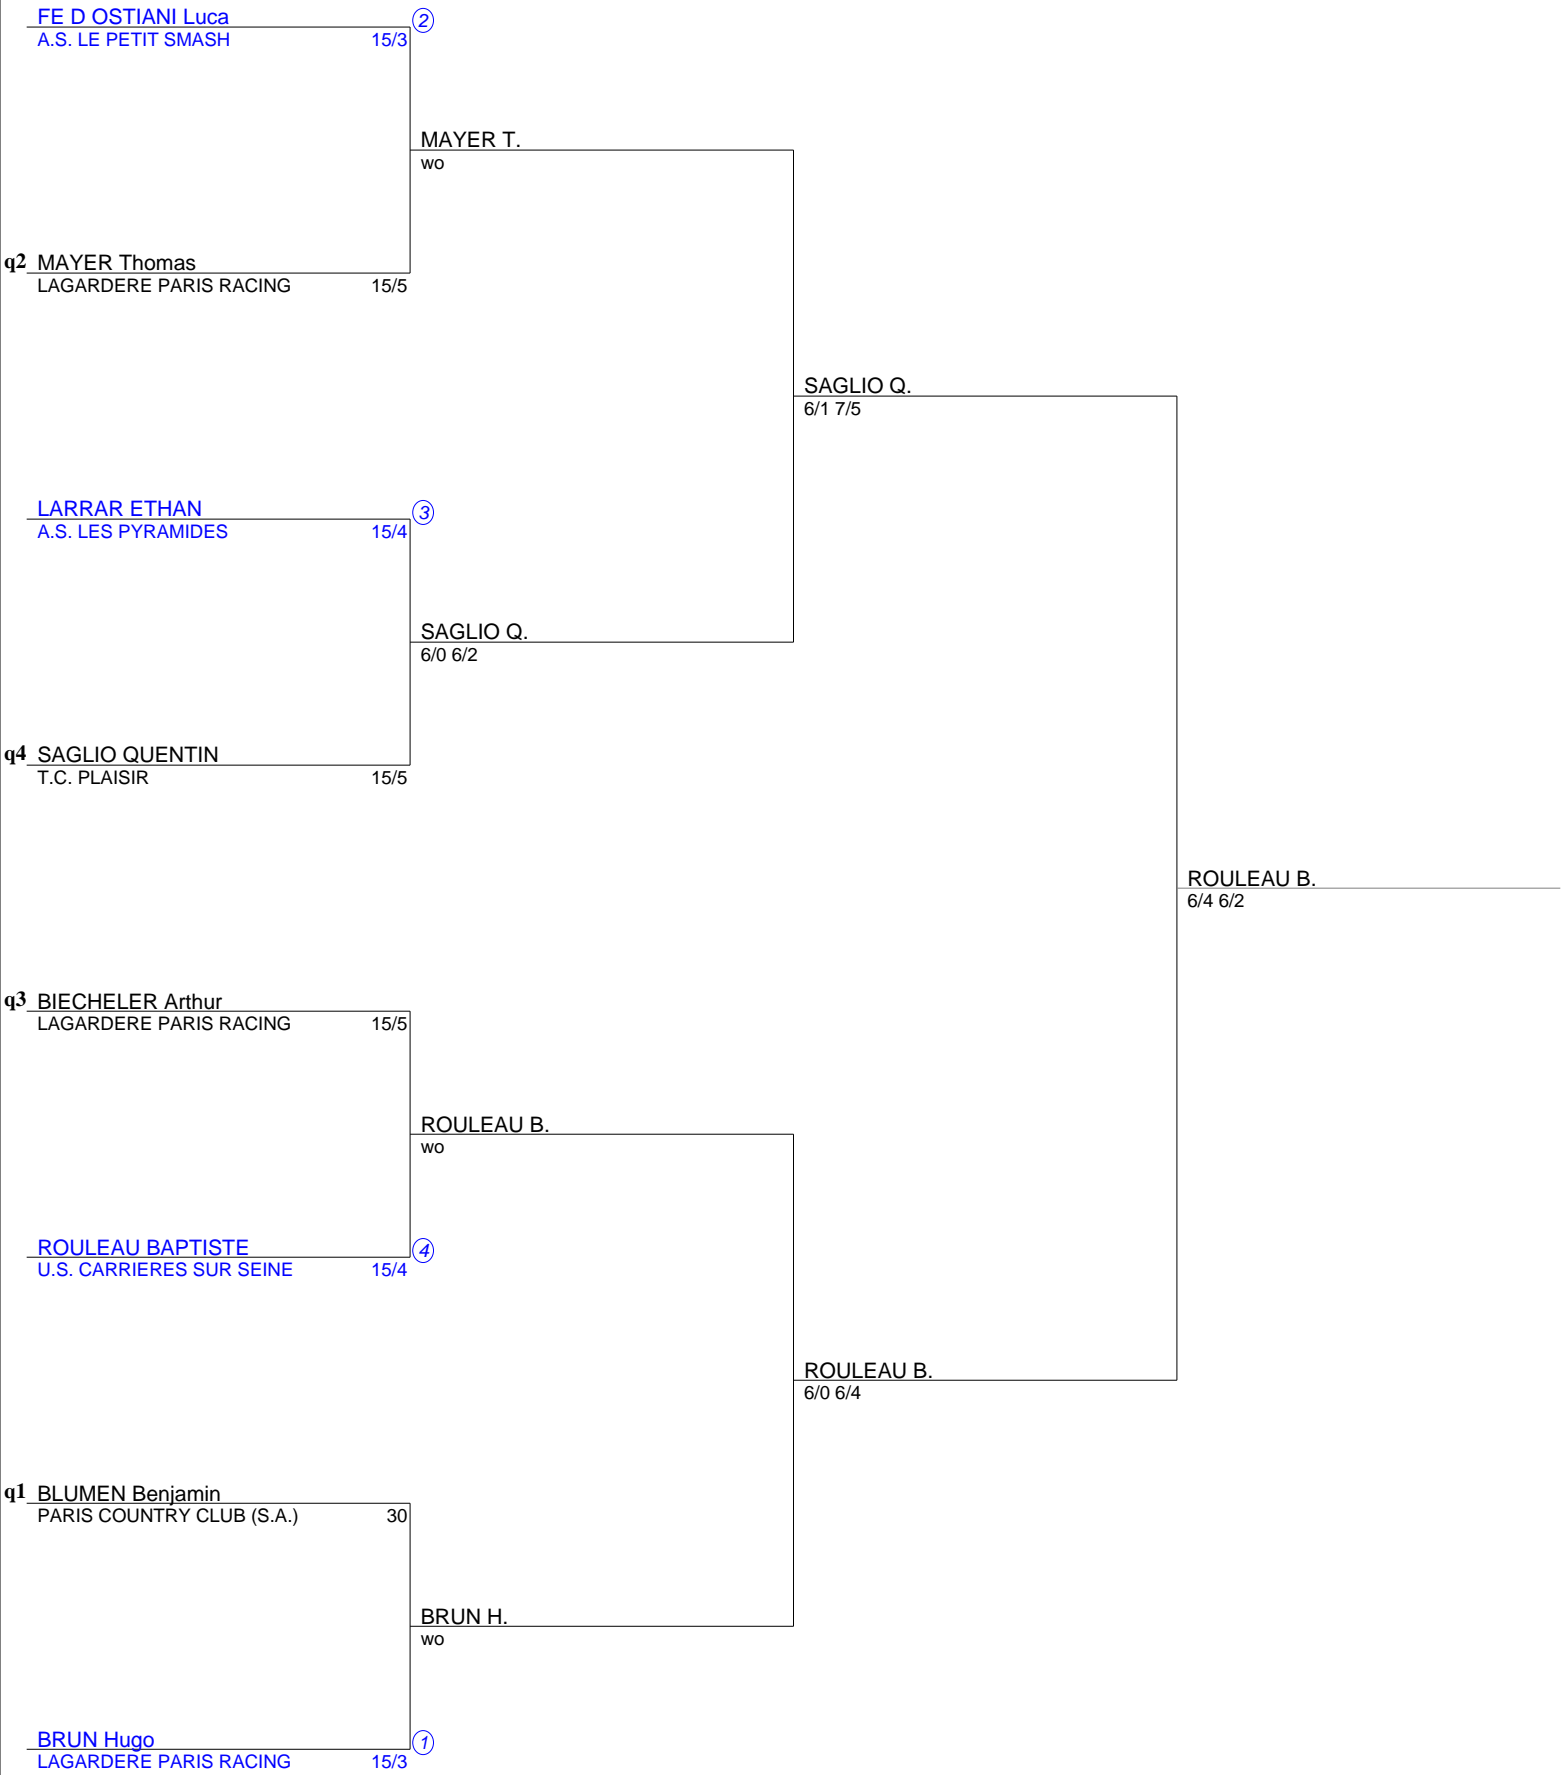 FE D OSTIANI Luca
2
A.S. LE PETIT SMASH 15/3
MAYER T.
wo
q2 MAYER Thomas
LAGARDERE PARIS RACING 15/5
SAGLIO Q.
6/1 7/5
LARRAR ETHAN
3
A.S. LES PYRAMIDES 15/4
SAGLIO Q.
6/0 6/2
q4 SAGLIO QUENTIN
T.C. PLAISIR 15/5
ROULEAU B.
6/4 6/2
q3 BIECHELER Arthur
LAGARDERE PARIS RACING 15/5
ROULEAU B.
wo
ROULEAU BAPTISTE
4
U.S. CARRIERES SUR SEINE 15/4
ROULEAU B.
6/0 6/4
q1 BLUMEN Benjamin
PARIS COUNTRY CLUB (S.A.) 30
BRUN H.
wo
BRUN Hugo
1
LAGARDERE PARIS RACING 15/3